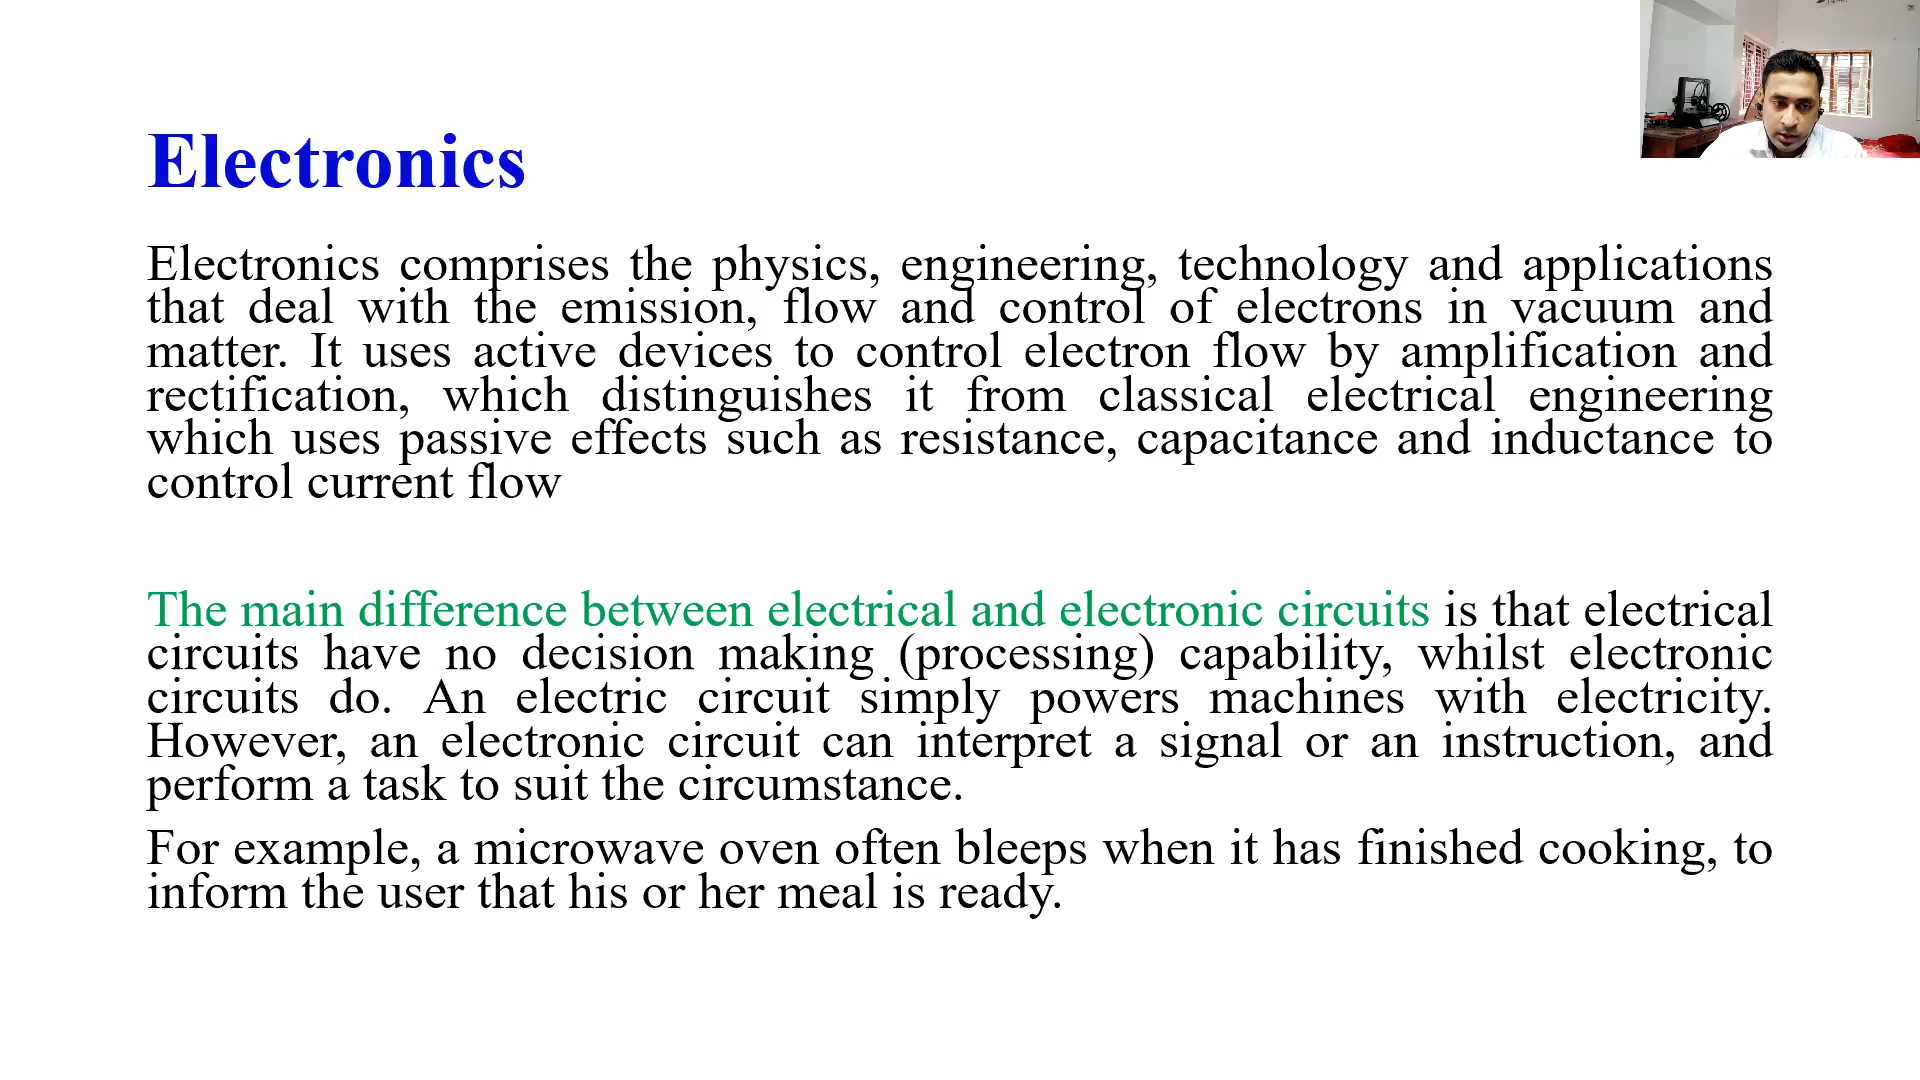 Electronics
Electronics comprises the physics, engineering, technology and applications
that deal with the emission, flow and control of electrons in vacuum and
matter. It uses active devices to control electron flow by amplification and
rectification, which distinguishes it from classical electrical engineering
which uses passive effects such as resistance, capacitance and inductance to
control current flow
The main difference between electrical and electronic circuits is that electrical
circuits have no decision making (processing) capability, whilst electronic
circuits do. An electric circuit simply powers machines with electricity.
However, an electronic circuit can interpret a signal or an instruction, and
perform a task to suit the circumstance.
For example, a microwave oven often bleeps when it has finished cooking, to
inform the user that his or her meal is ready.